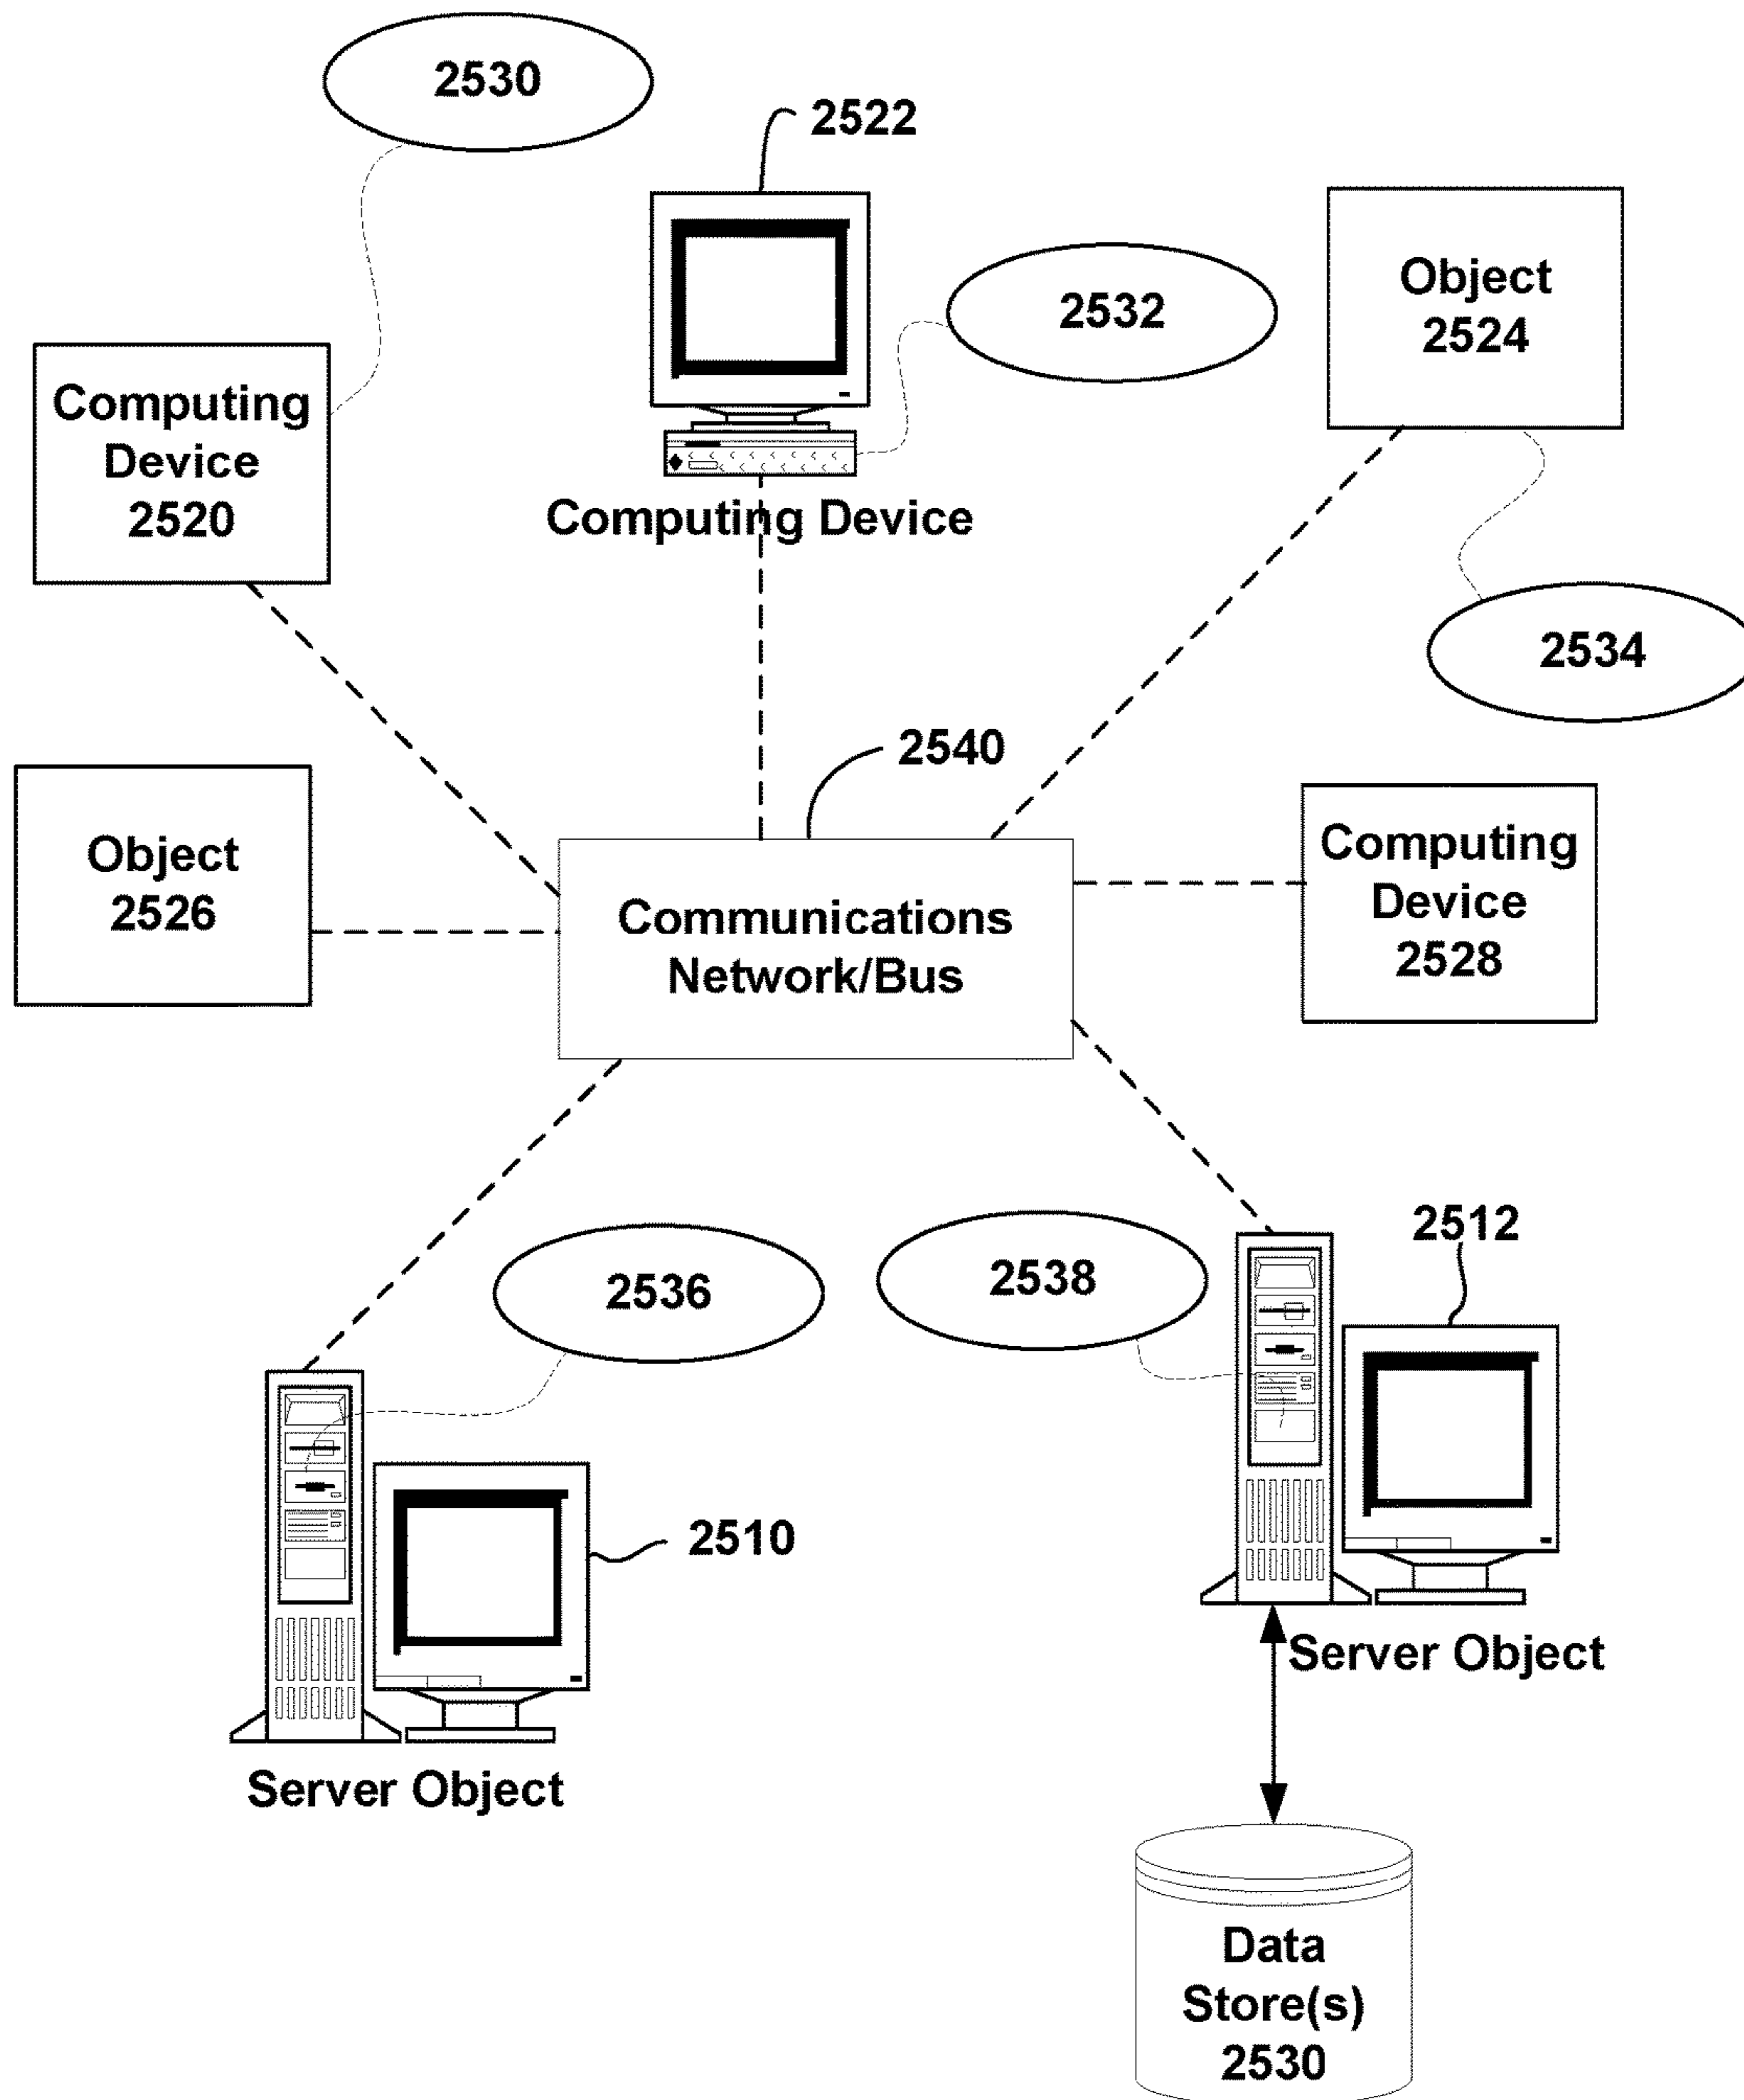 2530
2522
Object
2524
2532
Computing
Device
2520
Computing Device
2534
2540
Object
2526
Communications
Network/Bus
Computing
Device
2528
2512
2536
2538
2510
Server Object
Server Object
Data
Store(s)
2530